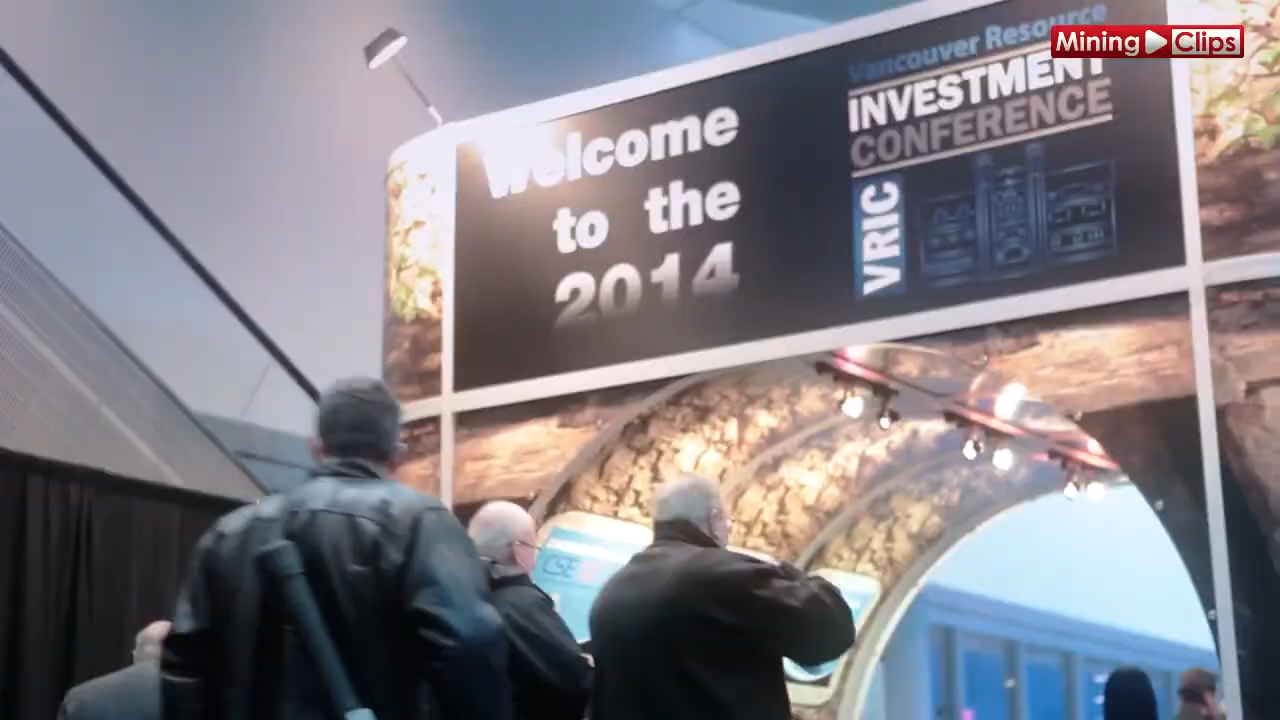 Mining Clips
Welcome
to the
2014
Vancouver Resource
INVESTMENT
CONFERENCE
VRIC
CSE